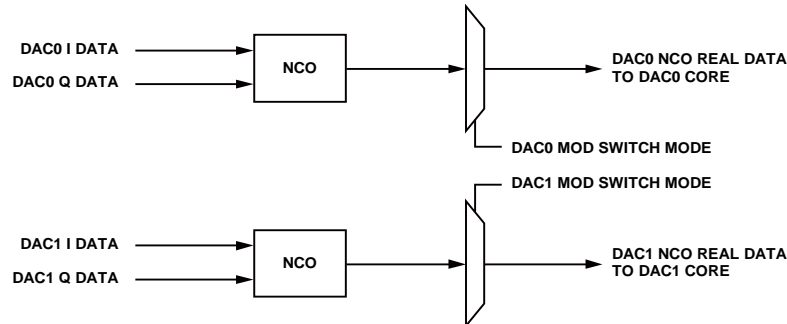 DAC0 I DATA
DAC0 Q DATA
NCO
DAC0 NCO REAL DATA
TO DAC0 CORE
DAC0 MOD SWITCH MODE
DAC1 MOD SWITCH MODE
DAC1 I DATA
DAC1 Q DATA
NCO
DAC1 NCO REAL DATA
TO DAC1 CORE